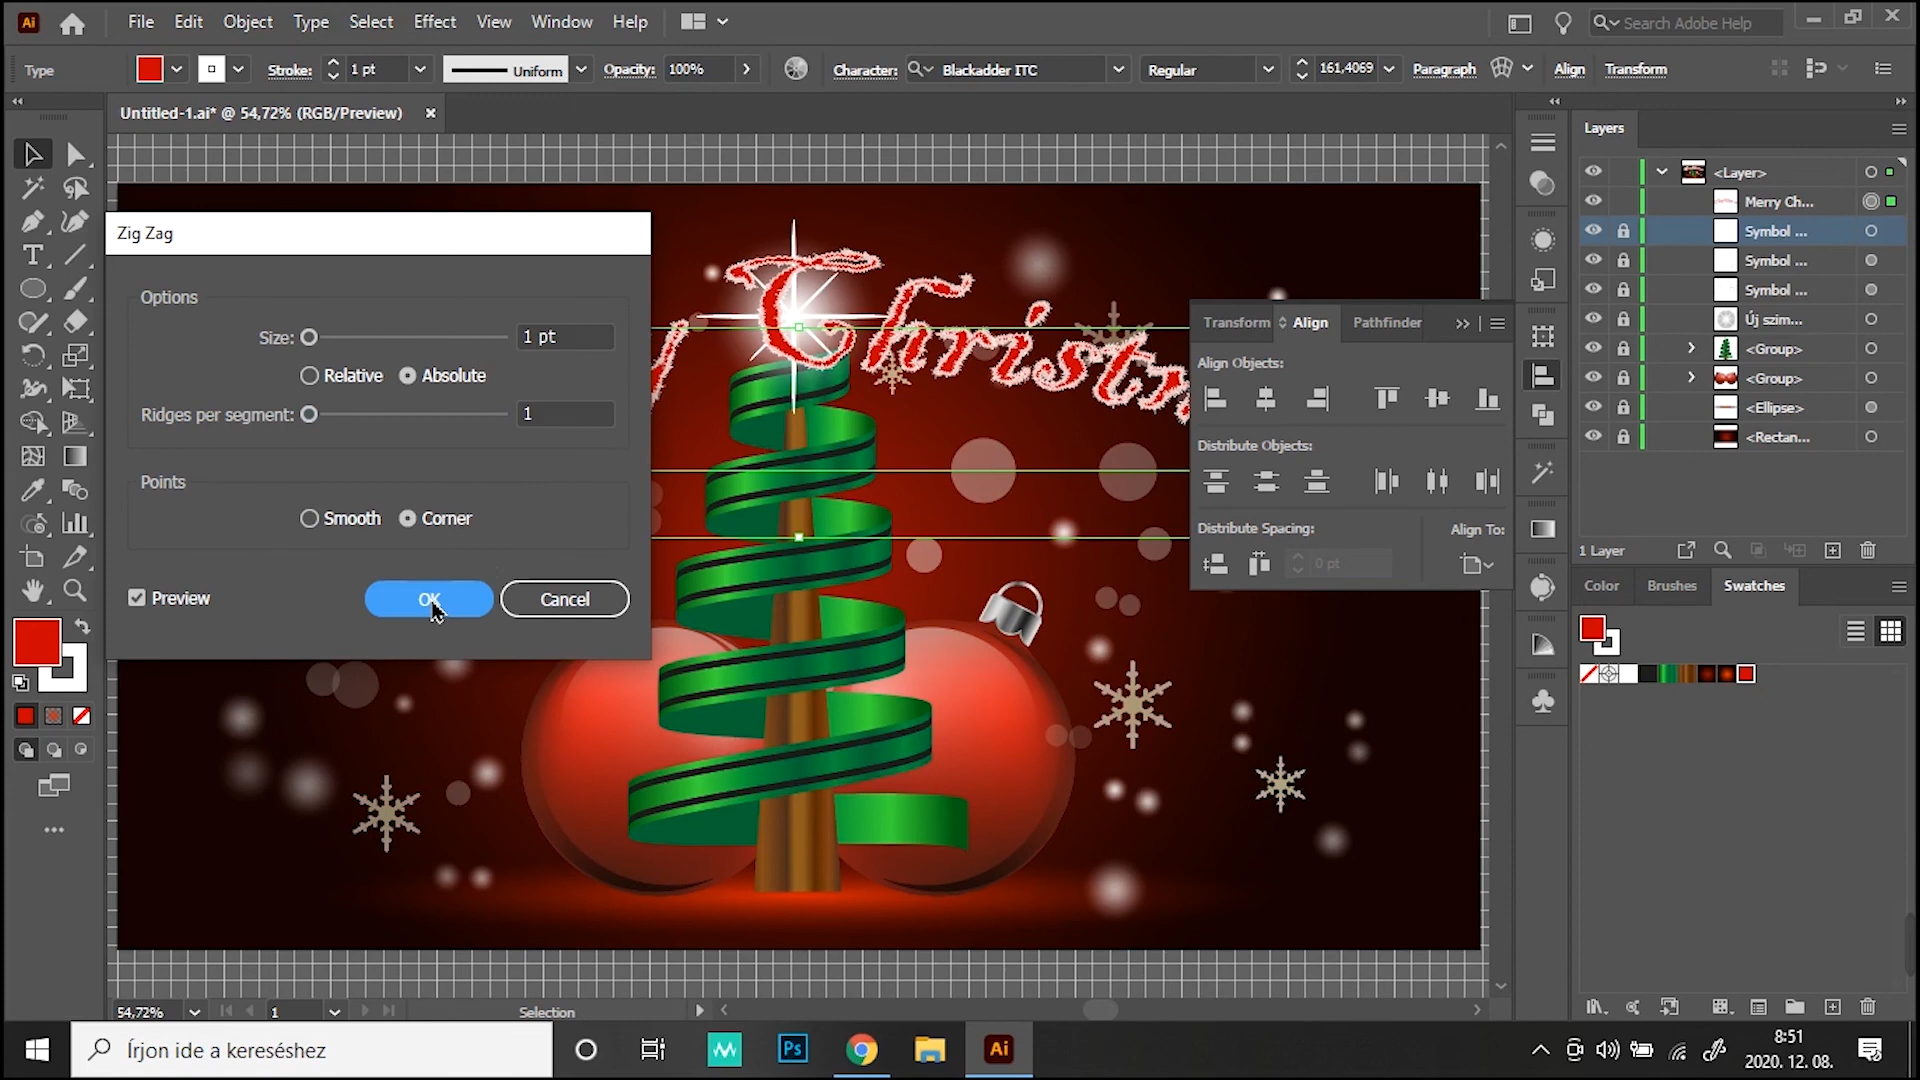 Ai File Edit Object Type Select Effect View Window Help Search Adobe Help
Type Stroke: 1 pt Uniform Opacity: 100% Character: Blackadder ITC Regular 161,4069 Paragraph Align Transform
Untitled-1.ai* @ 54,72% (RGB/Preview)
Zig Zag
Options
Size: 1 pt
Relative Absolute
Ridges per segment: 1
Points
Smooth Corner
Preview OK Cancel
Transform Align Pathfinder
Align Objects:
Distribute Objects:
Distribute Spacing: Align To:
0 pt
Layers
<Layer>
Merry Ch...
Symbol ...
Symbol ...
Symbol ...
Új szim...
<Group>
<Group>
<Ellipse>
<Rectan...
1 Layer
Color Brushes Swatches
54,72% 1 Selection
Írjon ide a kereséshez
Ps Ai
8:51
2020. 12. 08.